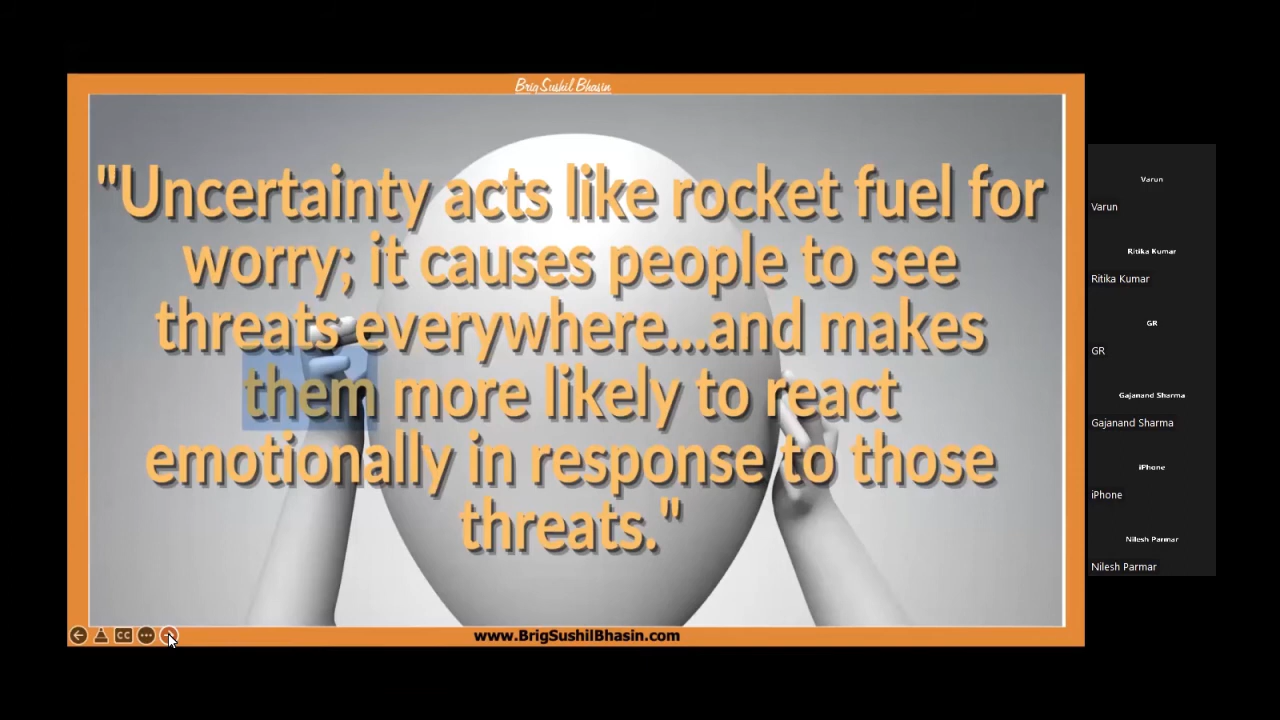 Brig Sushil Bhasin
"Uncertainty acts like rocket fuel for
worry; it causes people to see
threats everywhere...and makes
them more likely to react
emotionally in response to those
threats."
CC
www.BrigSushilBhasin.com
Varun
Varun
Ritika Kumar
Ritika Kumar
GR
GR
Gajanand Sharma
Gajanand Sharma
iPhone
iPhone
Nilesh Parmar
Nilesh Parmar